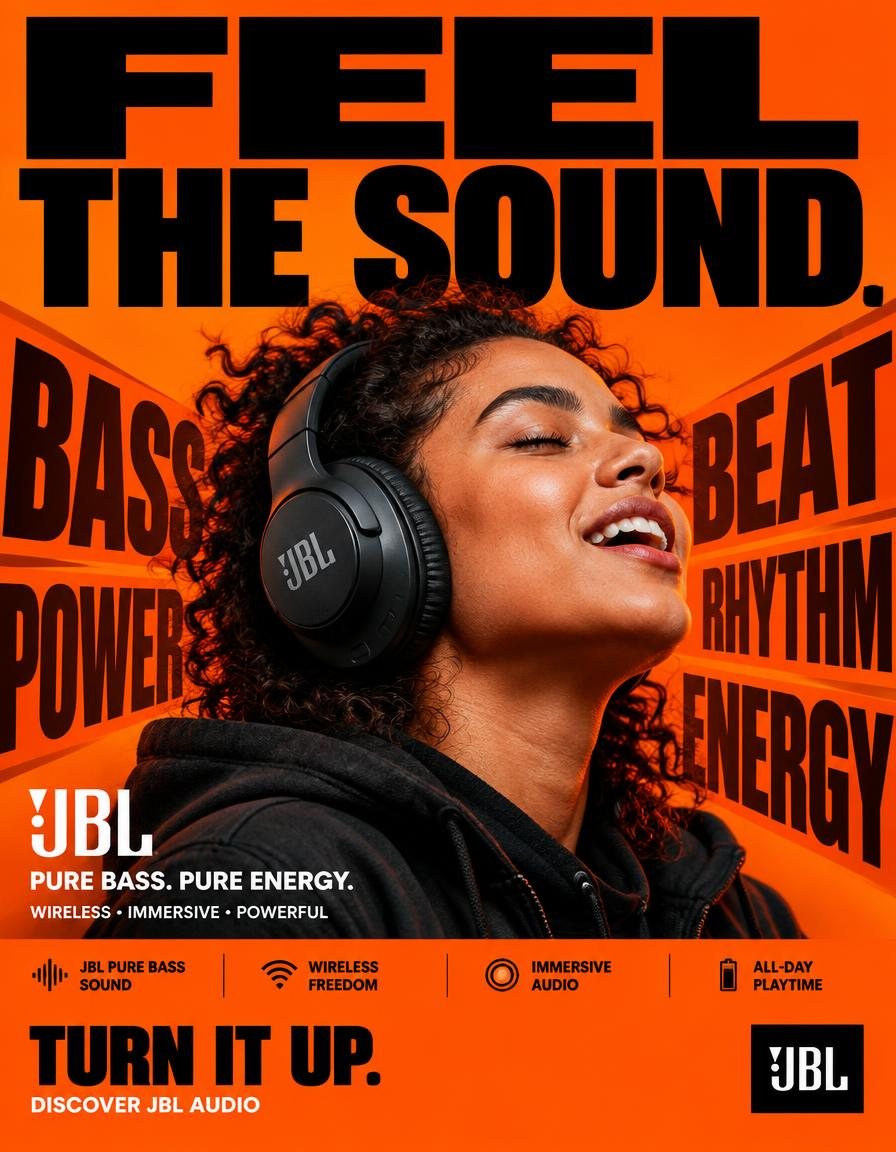 FEEL
THE SOUND.
BASS
POWER
BEAT
RHYTHM
ENERGY
JBL
JBL
PURE BASS. PURE ENERGY.
WIRELESS • IMMERSIVE • POWERFUL
JBL PURE BASS
SOUND
WIRELESS
FREEDOM
IMMERSIVE
AUDIO
ALL-DAY
PLAYTIME
TURN IT UP.
DISCOVER JBL AUDIO
JBL